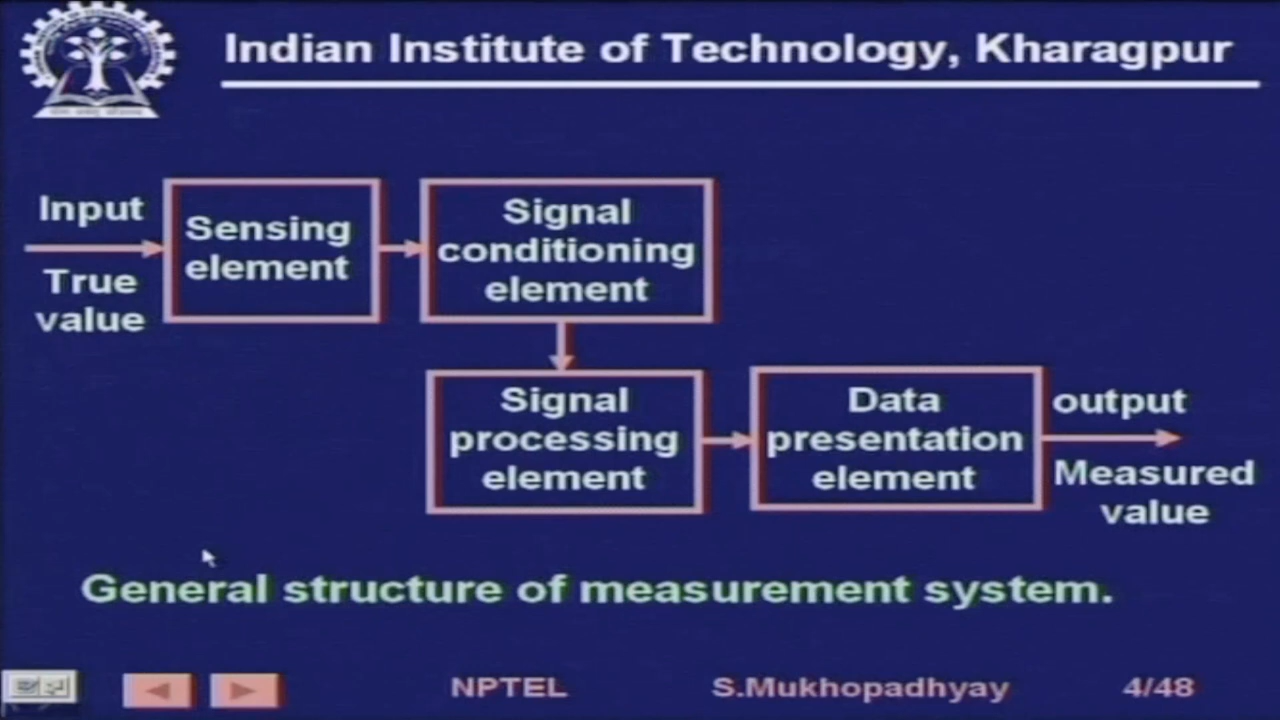 Indian Institute of Technology, Kharagpur
Input
True
value
Sensing
element
Signal
conditioning
element
Signal
processing
element
Data
presentation
element
output
Measured
value
General structure of measurement system.
NPTEL
S.Mukhopadhyay
4/48